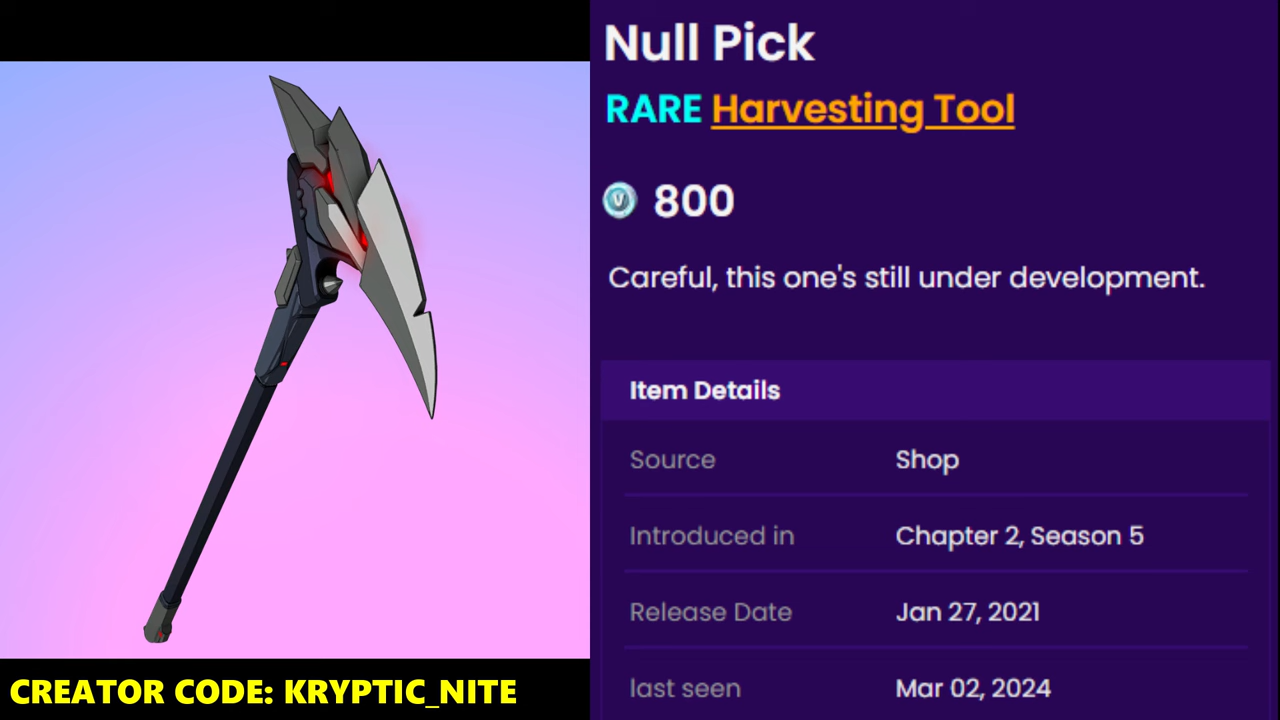 Null Pick
RARE Harvesting Tool
800
Careful, this one's still under development.
Item Details
Source Shop
Introduced in Chapter 2, Season 5
Release Date Jan 27, 2021
last seen Mar 02, 2024
CREATOR CODE: KRYPTIC_NITE